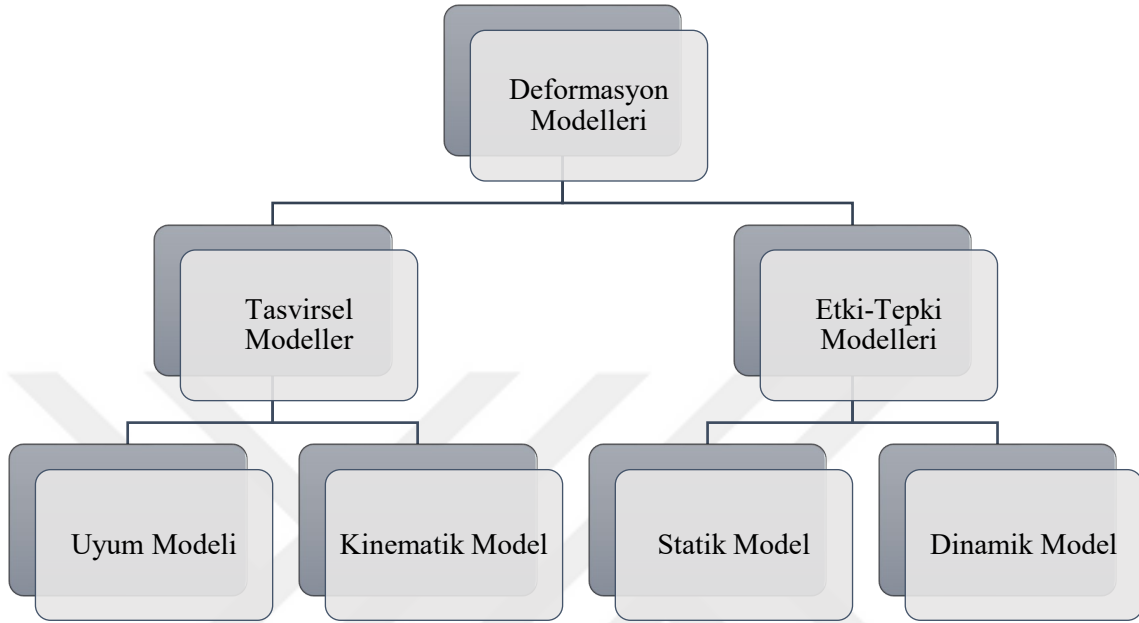 Deformasyon
Modelleri
Tasvirsel
Modeller
Etki-Tepki
Modelleri
Uyum Modeli
Kinematik Model
Statik Model
Dinamik Model